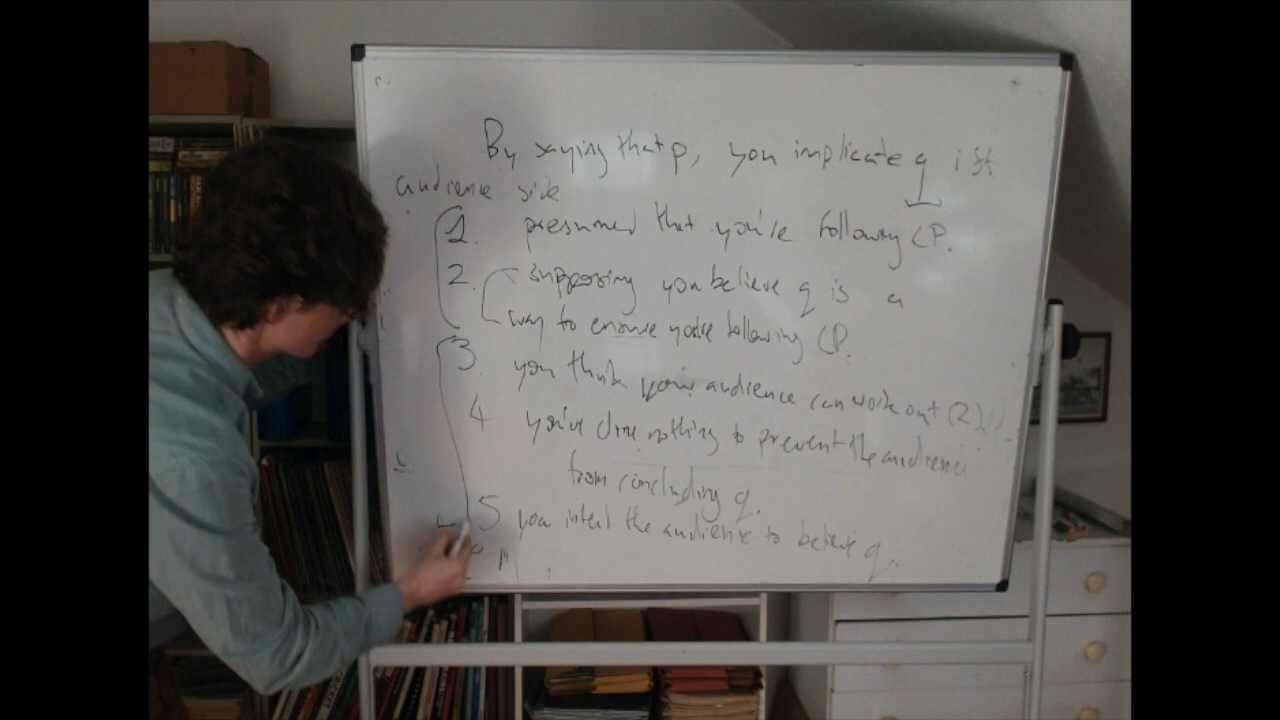 By saying that p, you implicate q iff
audience side
1. presumed that you're following CP.
2. supposing you believe q is a
way to ensure you're following CP.
3. you think your audience can work out (2).
4 you've done nothing to prevent the audience
from concluding q.
5 you intend the audience to believe q.